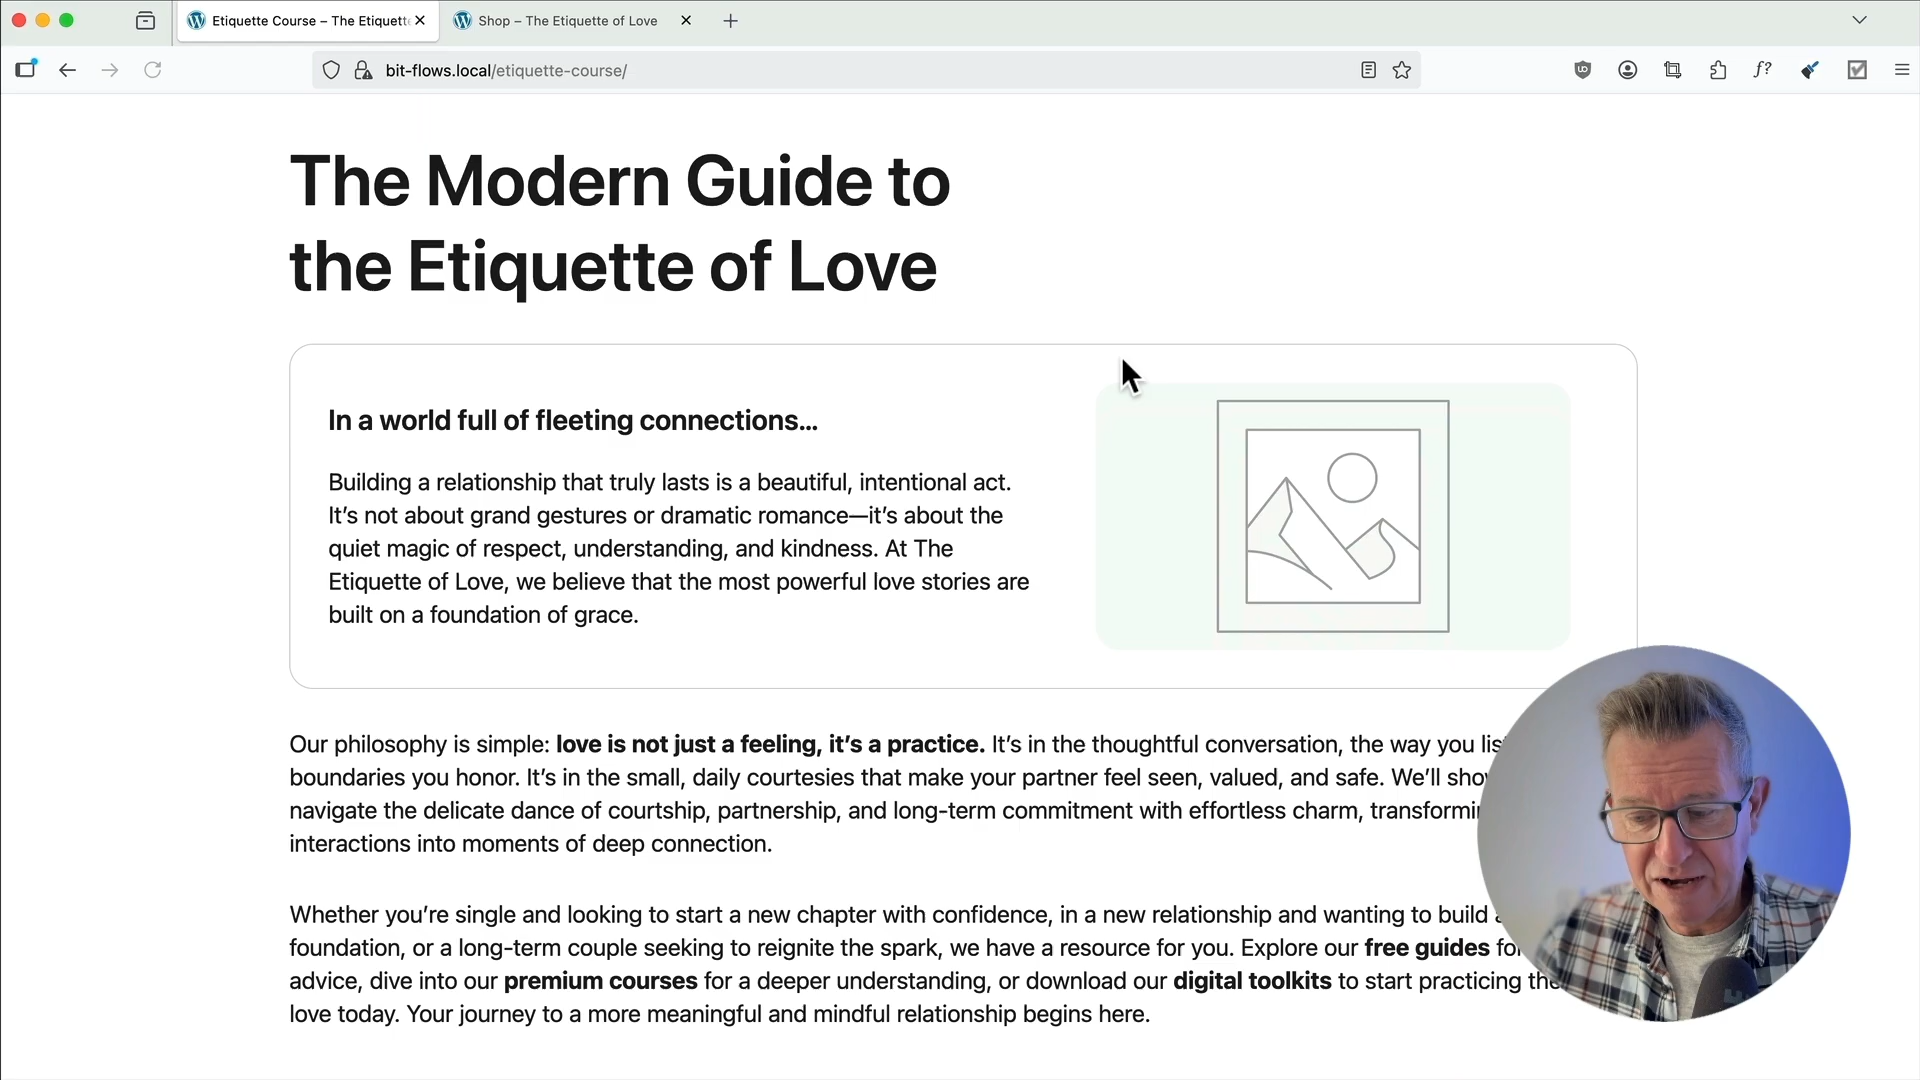 Etiquette Course – The Etiquett
Shop – The Etiquette of Love
bit-flows.local/etiquette-course/
f?
The Modern Guide to
the Etiquette of Love
In a world full of fleeting connections…
Building a relationship that truly lasts is a beautiful, intentional act.
It’s not about grand gestures or dramatic romance—it’s about the
quiet magic of respect, understanding, and kindness. At The
Etiquette of Love, we believe that the most powerful love stories are
built on a foundation of grace.
Our philosophy is simple: love is not just a feeling, it’s a practice. It’s in the thoughtful conversation, the way you
boundaries you honor. It’s in the small, daily courtesies that make your partner feel seen, valued, and safe. We’ll
navigate the delicate dance of courtship, partnership, and long-term commitment with effortless charm,
interactions into moments of deep connection.
Whether you’re single and looking to start a new chapter with confidence, in a new relationship and wanting to build
foundation, or a long-term couple seeking to reignite the spark, we have a resource for you. Explore our free guides
advice, dive into our premium courses for a deeper understanding, or download our digital toolkits to start practicing
love today. Your journey to a more meaningful and mindful relationship begins here.